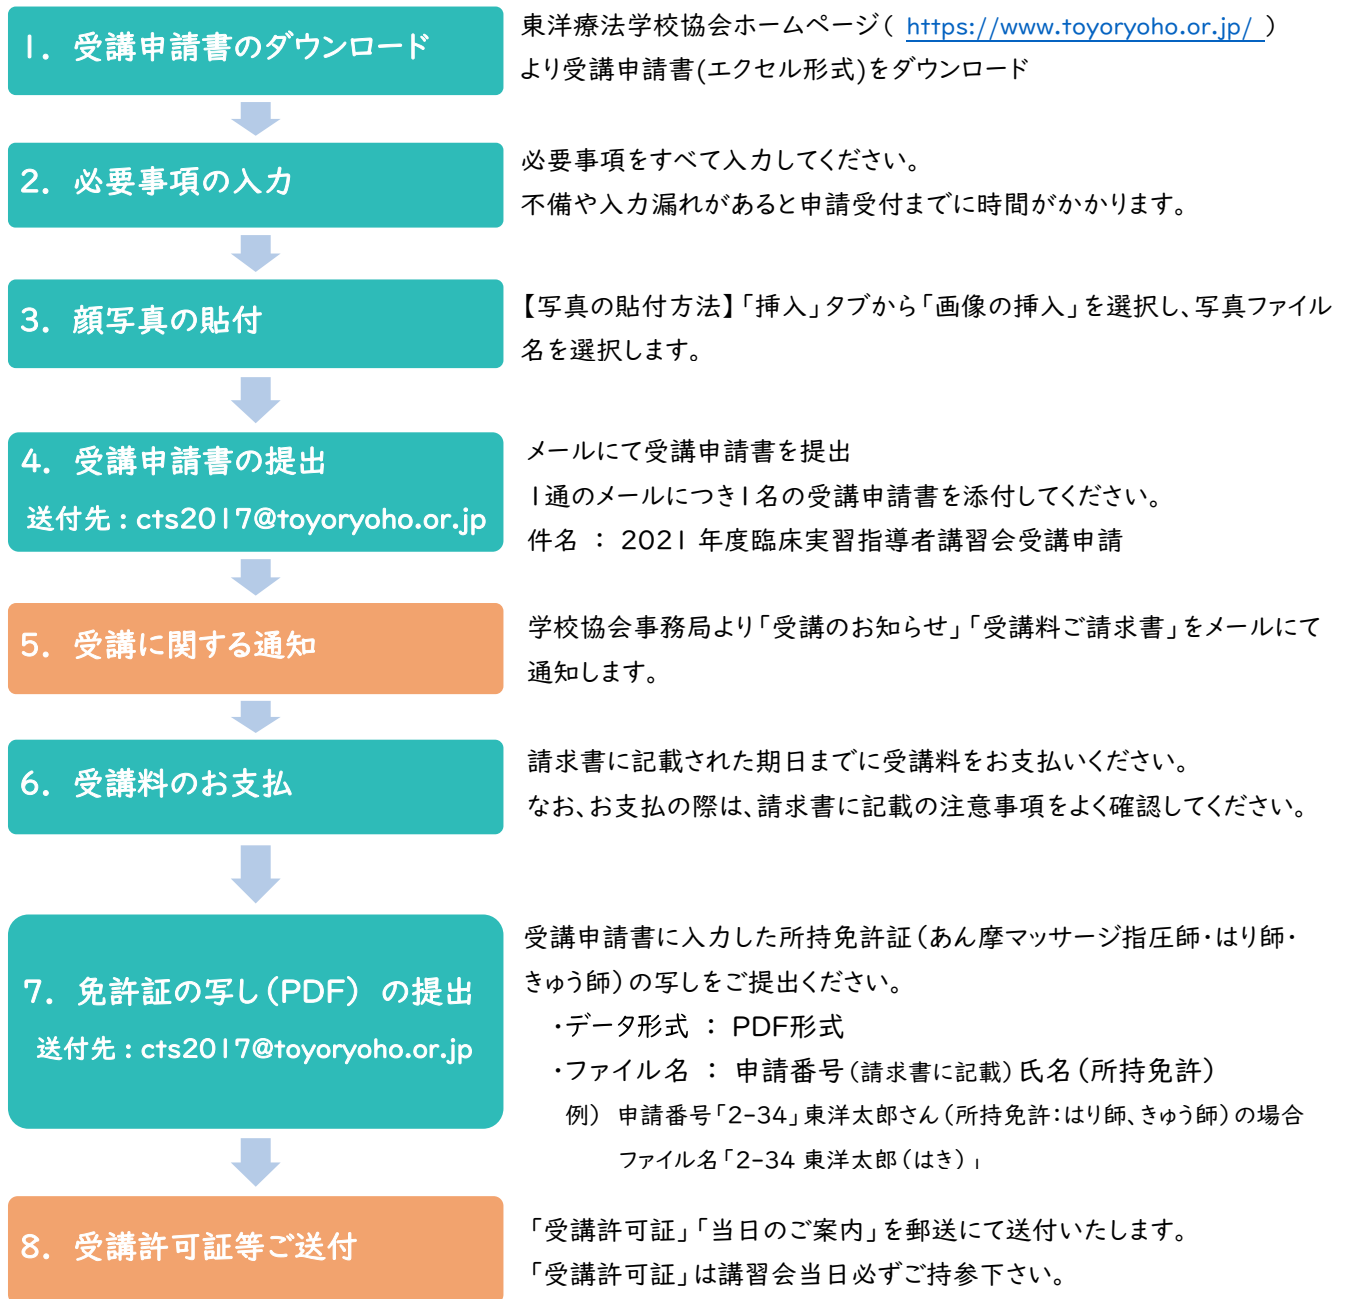 1. 受講申請書のダウンロード
東洋療法学校協会ホームページ( https://www.toyoryoho.or.jp/ )
より受講申請書(エクセル形式)をダウンロード
2. 必要事項の入力
必要事項をすべて入力してください。
不備や入力漏れがあると申請受付までに時間がかかります。
3. 顔写真の貼付
【写真の貼付方法】「挿入」タブから「画像の挿入」を選択し、写真ファイル
名を選択します。
4. 受講申請書の提出
送付先：cts2017@toyoryoho.or.jp
メールにて受講申請書を提出
1通のメールにつき1名の受講申請書を添付してください。
件名 ： 2021 年度臨床実習指導者講習会受講申請
5. 受講に関する通知
学校協会事務局より「受講のお知らせ」「受講料ご請求書」をメールにて
通知します。
6. 受講料のお支払
請求書に記載された期日までに受講料をお支払いください。
なお、お支払の際は、請求書に記載の注意事項をよく確認してください。
7. 免許証の写し（PDF）の提出
送付先：cts2017@toyoryoho.or.jp
受講申請書に入力した所持免許証（あん摩マッサージ指圧師・はり師・
きゅう師）の写しをご提出ください。
・データ形式 ： PDF形式
・ファイル名 ： 申請番号（請求書に記載）氏名（所持免許）
例） 申請番号「2-34」東洋太郎さん（所持免許：はり師、きゅう師）の場合
ファイル名「2-34 東洋太郎（はき）」
8. 受講許可証等ご送付
「受講許可証」「当日のご案内」を郵送にて送付いたします。
「受講許可証」は講習会当日必ずご持参下さい。